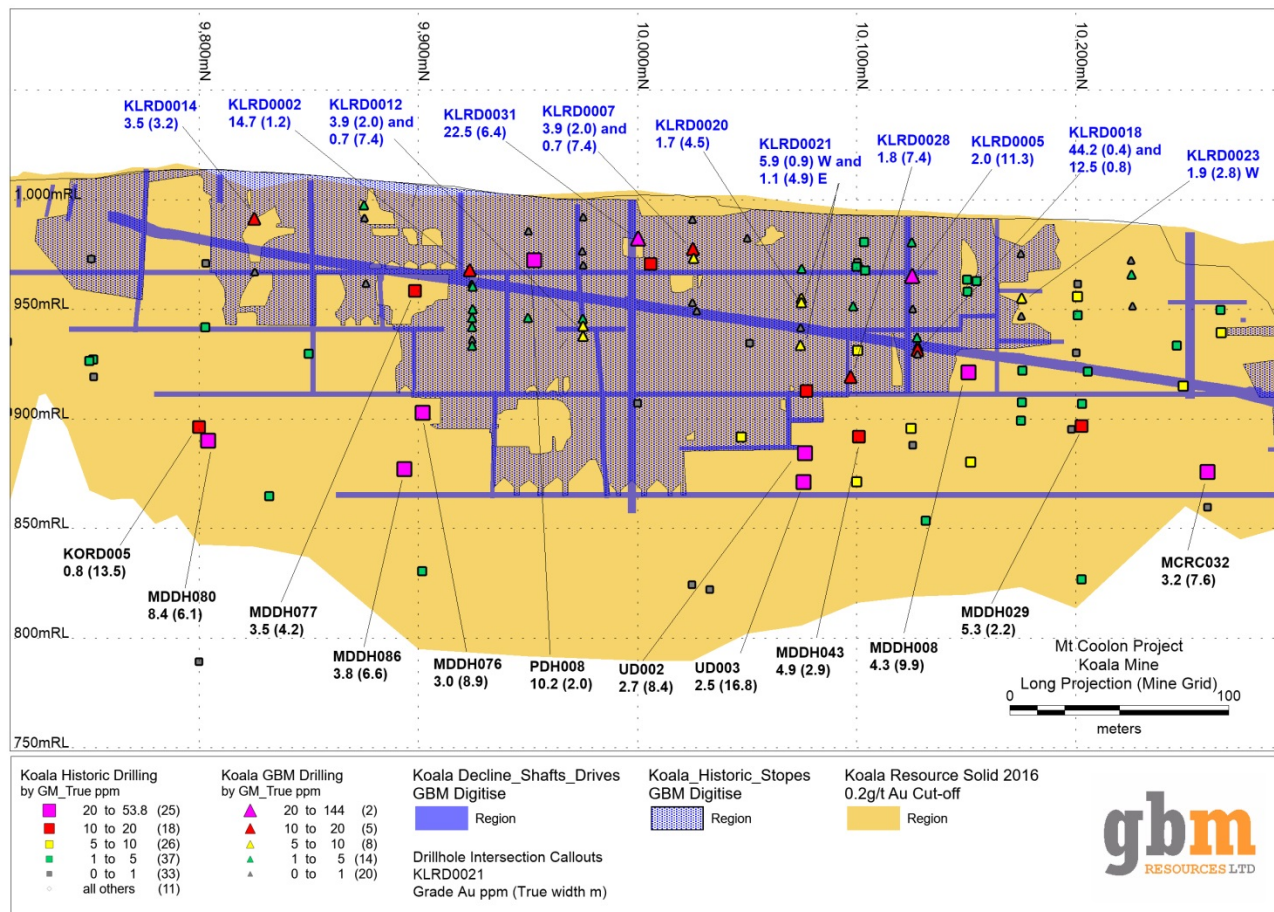 9,800mN
9,900mN
10,000mN
10,100mN
10,200mN
KLRD0014
3.5 (3.2)
KLRD0002
14.7 (1.2)
KLRD0012
3.9 (2.0) and
0.7 (7.4)
KLRD0031
22.5 (6.4)
KLRD0007
3.9 (2.0) and
0.7 (7.4)
KLRD0020
1.7 (4.5)
KLRD0021
5.9 (0.9) W and
1.1 (4.9) E
KLRD0028
1.8 (7.4)
KLRD0005
2.0 (11.3)
KLRD0018
44.2 (0.4) and
12.5 (0.8)
KLRD0023
1.9 (2.8) W
1,000mRL
950mRL
900mRL
850mRL
800mRL
750mRL
KORD005
0.8 (13.5)
MDDH080
8.4 (6.1)
MDDH077
3.5 (4.2)
MDDH086
3.8 (6.6)
MDDH076
3.0 (8.9)
PDH008
10.2 (2.0)
UD002
2.7 (8.4)
UD003
2.5 (16.8)
MDDH043
4.9 (2.9)
MDDH008
4.3 (9.9)
MDDH029
5.3 (2.2)
MCRC032
3.2 (7.6)
Mt Coolon Project
Koala Mine
Long Projection (Mine Grid)
0 100
meters
Koala Historic Drilling
by GM_True ppm
20 to 53.8 (25)
10 to 20 (18)
5 to 10 (26)
1 to 5 (37)
0 to 1 (33)
all others (11)
Koala GBM Drilling
by GM_True ppm
20 to 144 (2)
10 to 20 (5)
5 to 10 (8)
1 to 5 (14)
0 to 1 (20)
Koala Decline_Shafts_Drives
GBM Digitise
Region
Drillhole Intersection Callouts
KLRD0021
Grade Au ppm (True width m)
Koala_Historic_Stopes
GBM Digitise
Region
Koala Resource Solid 2016
0.2g/t Au Cut-off
Region
gbm
RESOURCES LTD